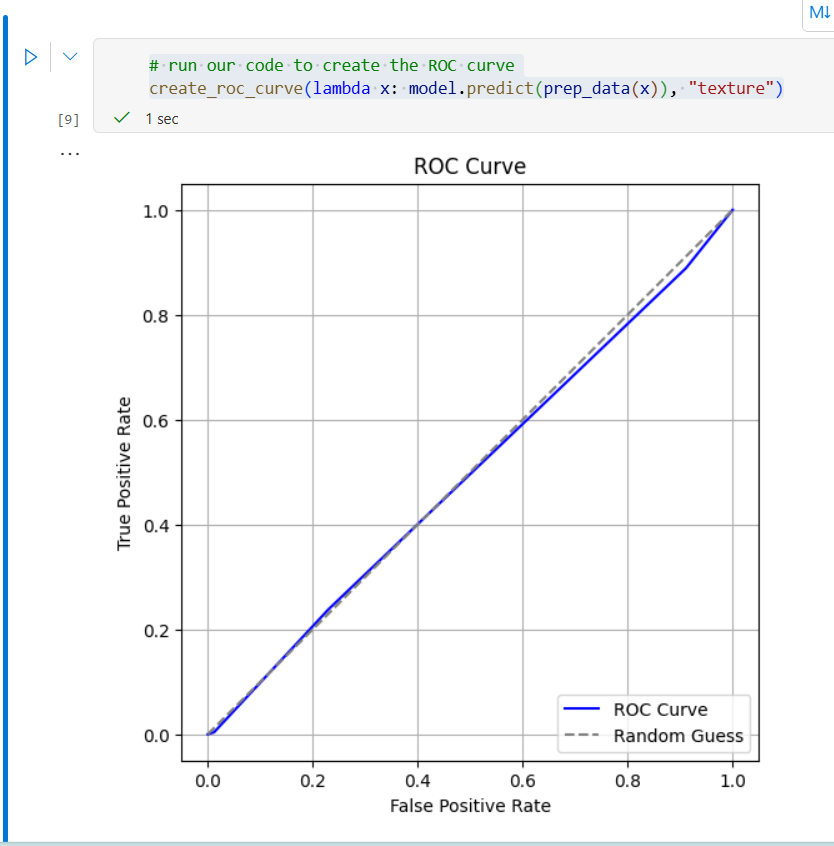 M↓
# run our code to create the ROC curve
create_roc_curve(lambda x: model.predict(prep_data(x)), "texture")
[9]
1 sec
...
ROC Curve
1.0
0.8
0.6
0.4
0.2
0.0
True Positive Rate
ROC Curve
Random Guess
0.0 0.2 0.4 0.6 0.8 1.0
False Positive Rate